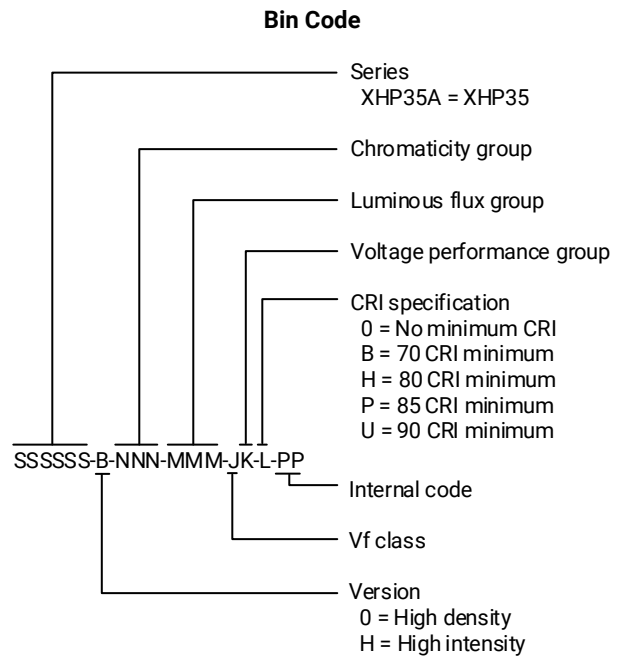 Bin Code
Series
XHP35A = XHP35
Chromaticity group
Luminous flux group
Voltage performance group
CRI specification
0 = No minimum CRI
B = 70 CRI minimum
H = 80 CRI minimum
P = 85 CRI minimum
U = 90 CRI minimum
SSSSSS-B-NNN-MMM-JK-L-PP
Internal code
Vf class
Version
0 = High density
H = High intensity